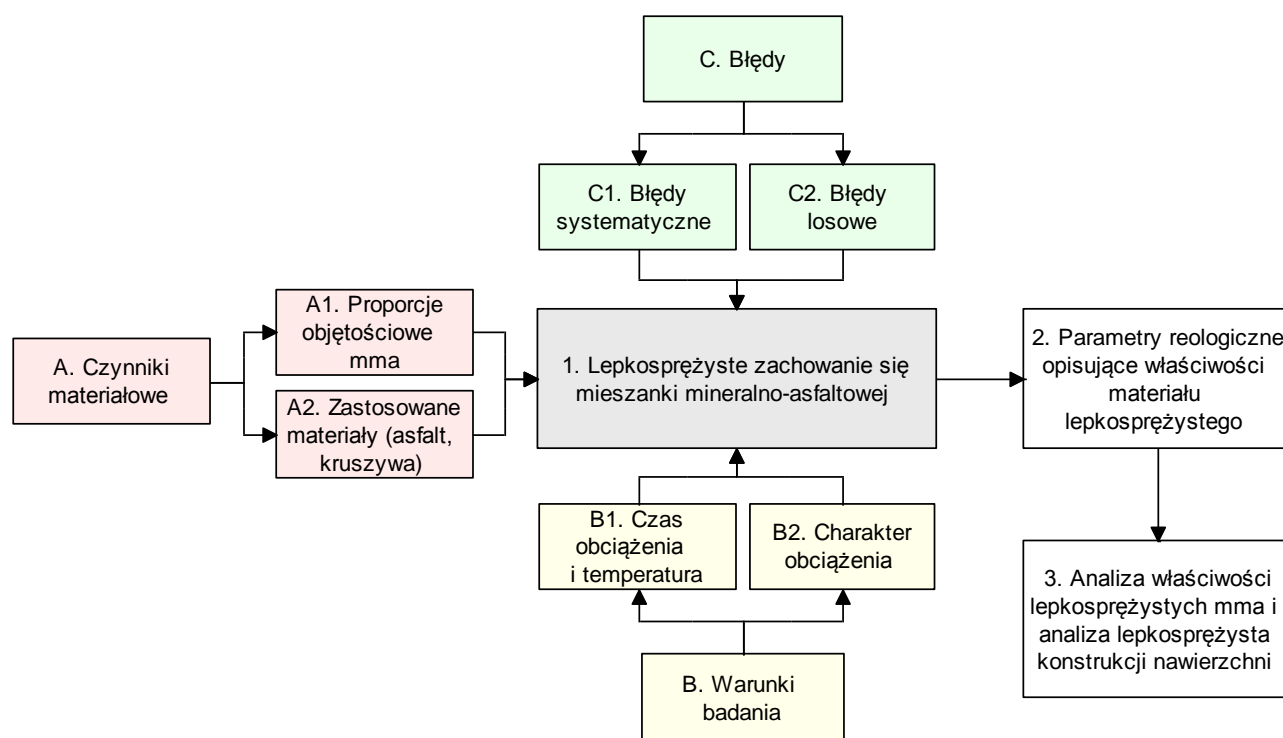 C. Błędy
C1. Błędy
systematyczne
C2. Błędy
losowe
A. Czynniki
materiałowe
A1. Proporcje
objętościowe
mma
A2. Zastosowane
materiały (asfalt,
kruszywa)
1. Lepkosprężyste zachowanie się
mieszanki mineralno-asfaltowej
2. Parametry reologiczne
opisujące właściwości
materiału
lepkosprężystego
B1. Czas
obciążenia
i temperatura
B2. Charakter
obciążenia
3. Analiza właściwości
lepkosprężystych mma i
analiza lepkosprężysta
konstrukcji nawierzchni
B. Warunki
badania